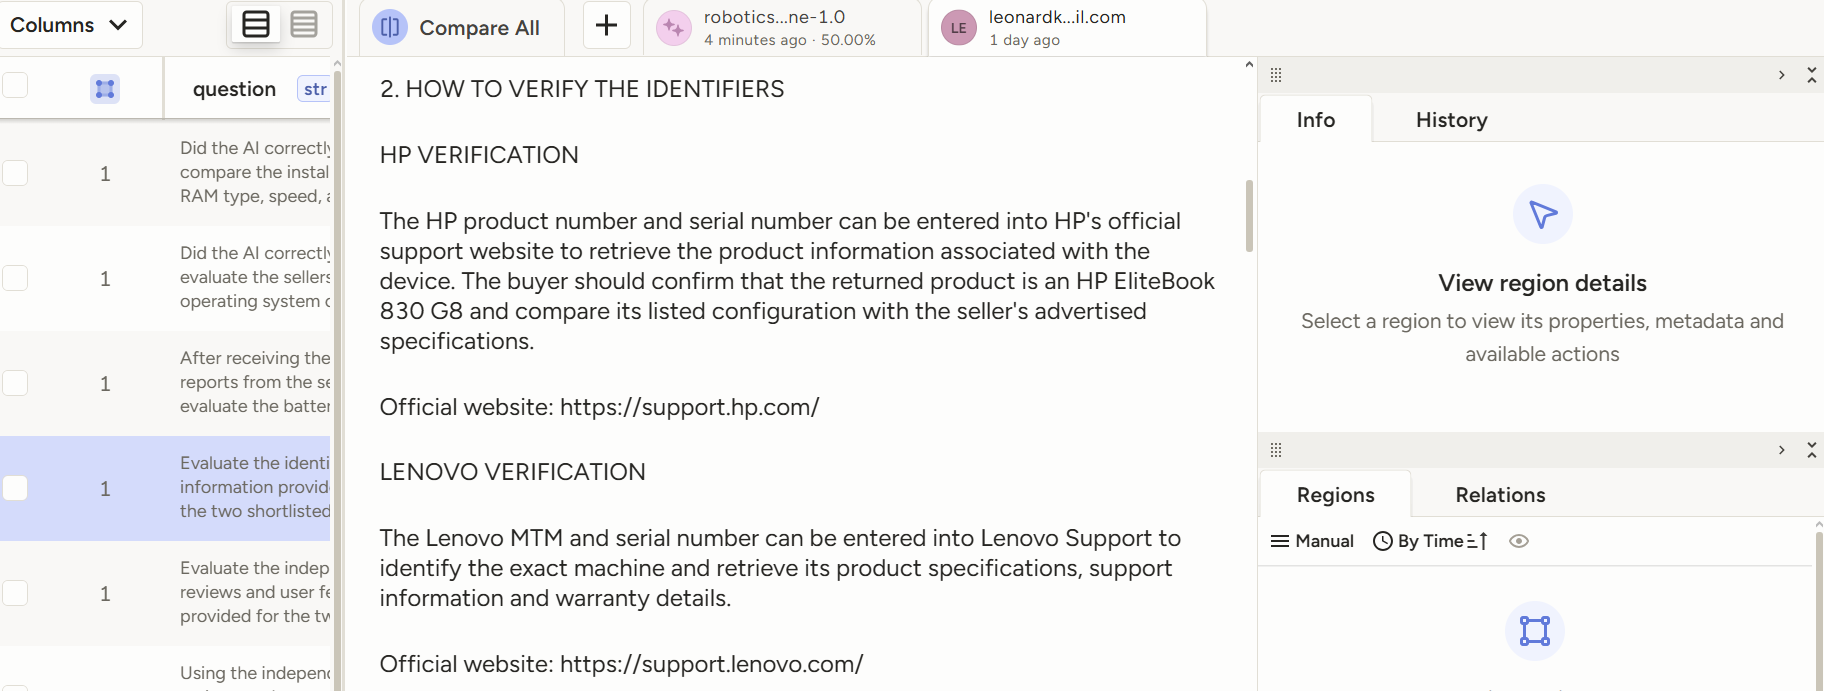 Columns
question
str
Did the AI correctly
compare the instal
RAM type, speed,
1
Did the AI correctly
evaluate the sellers
operating system
1
After receiving the
reports from the se
evaluate the batter
1
Evaluate the identi
information provid
the two shortlisted
1
Evaluate the indep
reviews and user fe
provided for the tw
1
Using the independ
Compare All
robotics...ne-1.0
4 minutes ago · 50.00%
LE
leonardk...il.com
1 day ago
2. HOW TO VERIFY THE IDENTIFIERS
HP VERIFICATION
The HP product number and serial number can be entered into HP's official
support website to retrieve the product information associated with the
device. The buyer should confirm that the returned product is an HP EliteBook
830 G8 and compare its listed configuration with the seller's advertised
specifications.
Official website: https://support.hp.com/
LENOVO VERIFICATION
The Lenovo MTM and serial number can be entered into Lenovo Support to
identify the exact machine and retrieve its product specifications, support
information and warranty details.
Official website: https://support.lenovo.com/
Info
History
View region details
Select a region to view its properties, metadata and
available actions
Regions
Relations
Manual
By Time